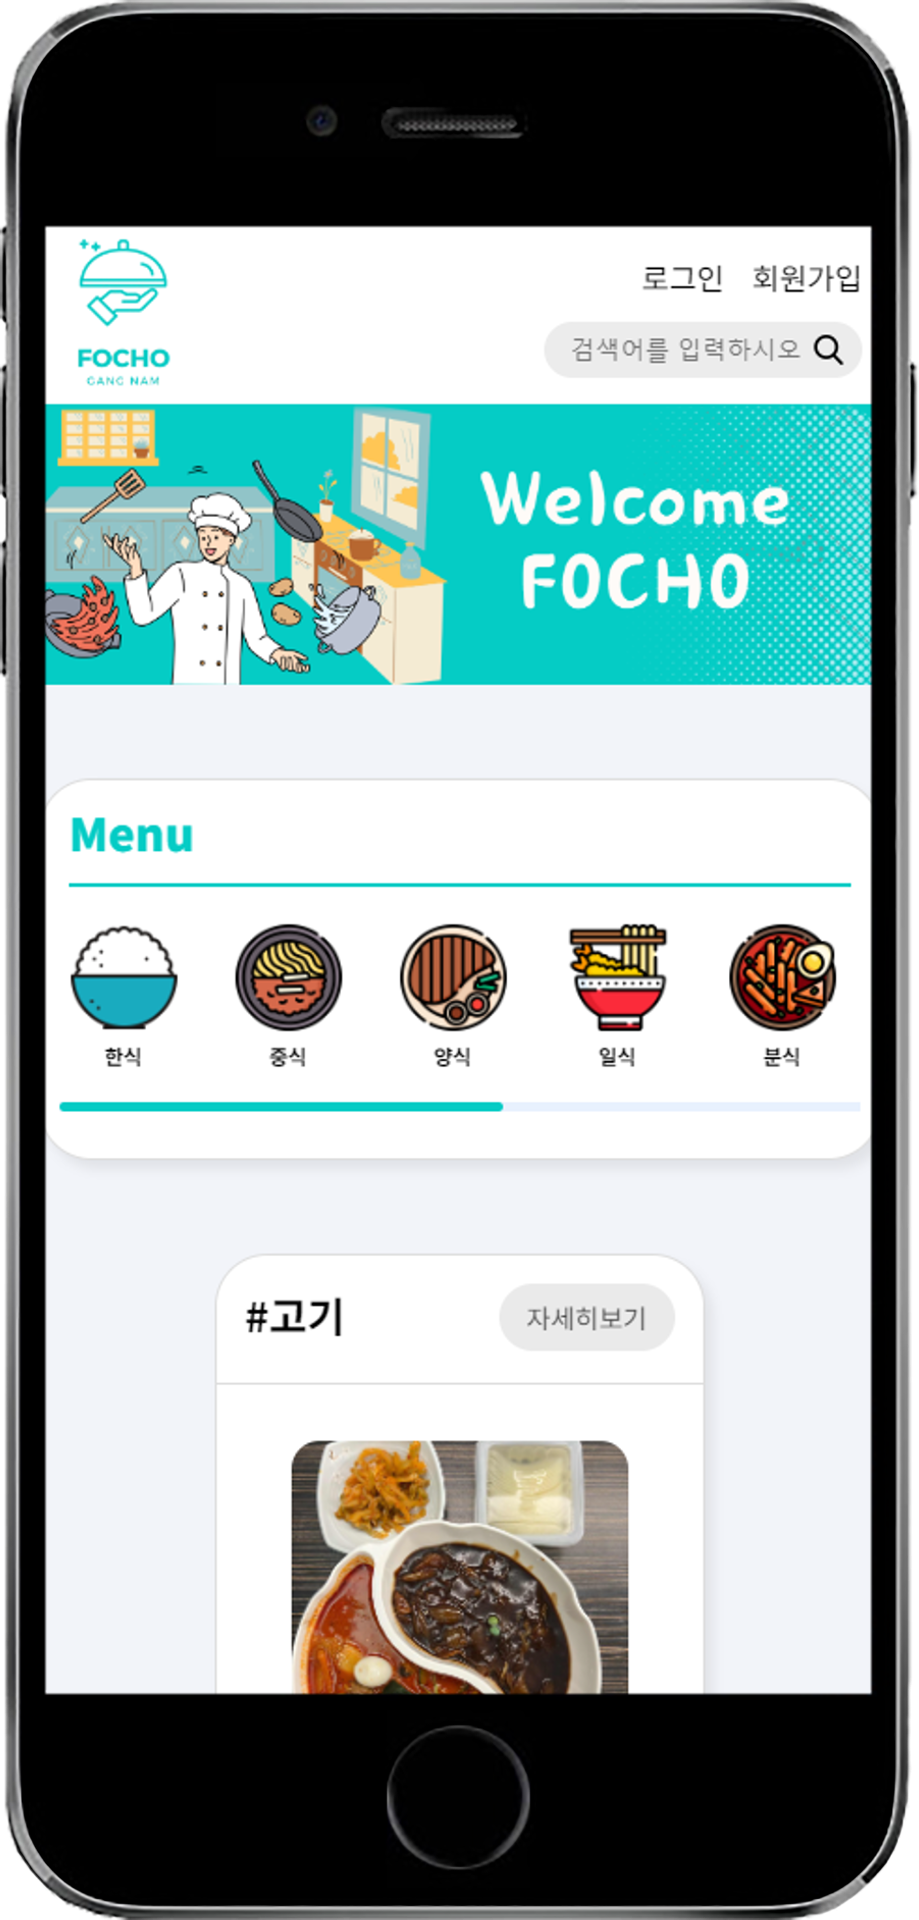 로그인 회원가입
검색어를 입력하시오
FOCHO
GANG NAM
Welcome
FOCHO
Menu
한식 중식 양식 일식 분식
#고기 자세히보기